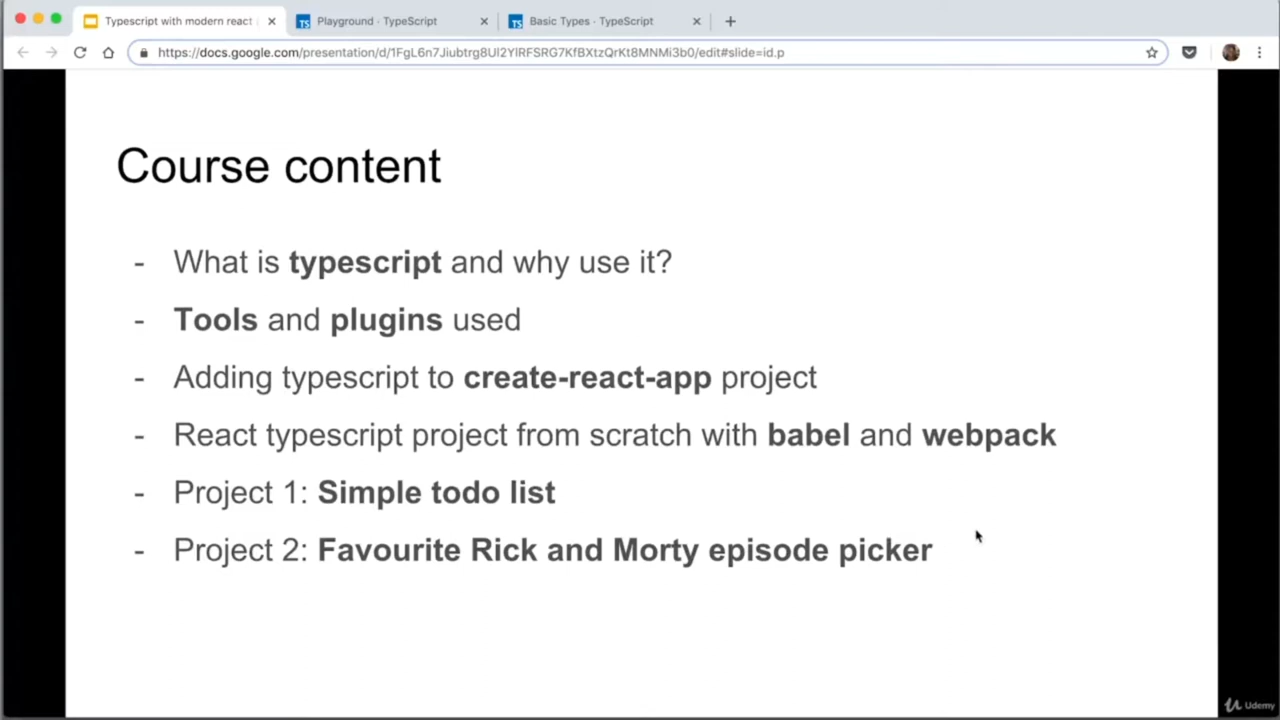 Typescript with modern react
Playground · TypeScript
Basic Types · TypeScript
https://docs.google.com/presentation/d/1FgL6n7Jiubtrg8Ul2YlRFSRG7KfBXtzQrKt8MNMi3b0/edit#slide=id.p
Course content
- What is typescript and why use it?
- Tools and plugins used
- Adding typescript to create-react-app project
- React typescript project from scratch with babel and webpack
- Project 1: Simple todo list
- Project 2: Favourite Rick and Morty episode picker
Udemy